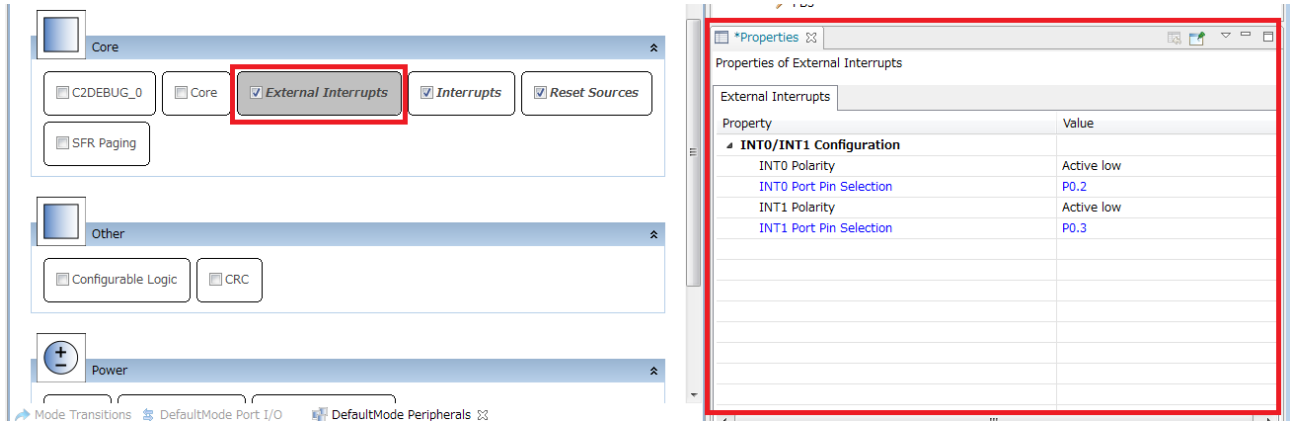 Core
C2DEBUG_0
Core
External Interrupts
Interrupts
Reset Sources
SFR Paging
Other
Configurable Logic
CRC
+
−
Power
Mode Transitions
DefaultMode Port I/O
DefaultMode Peripherals
*Properties
Properties of External Interrupts
External Interrupts
Property Value
INT0/INT1 Configuration
INT0 Polarity Active low
INT0 Port Pin Selection P0.2
INT1 Polarity Active low
INT1 Port Pin Selection P0.3